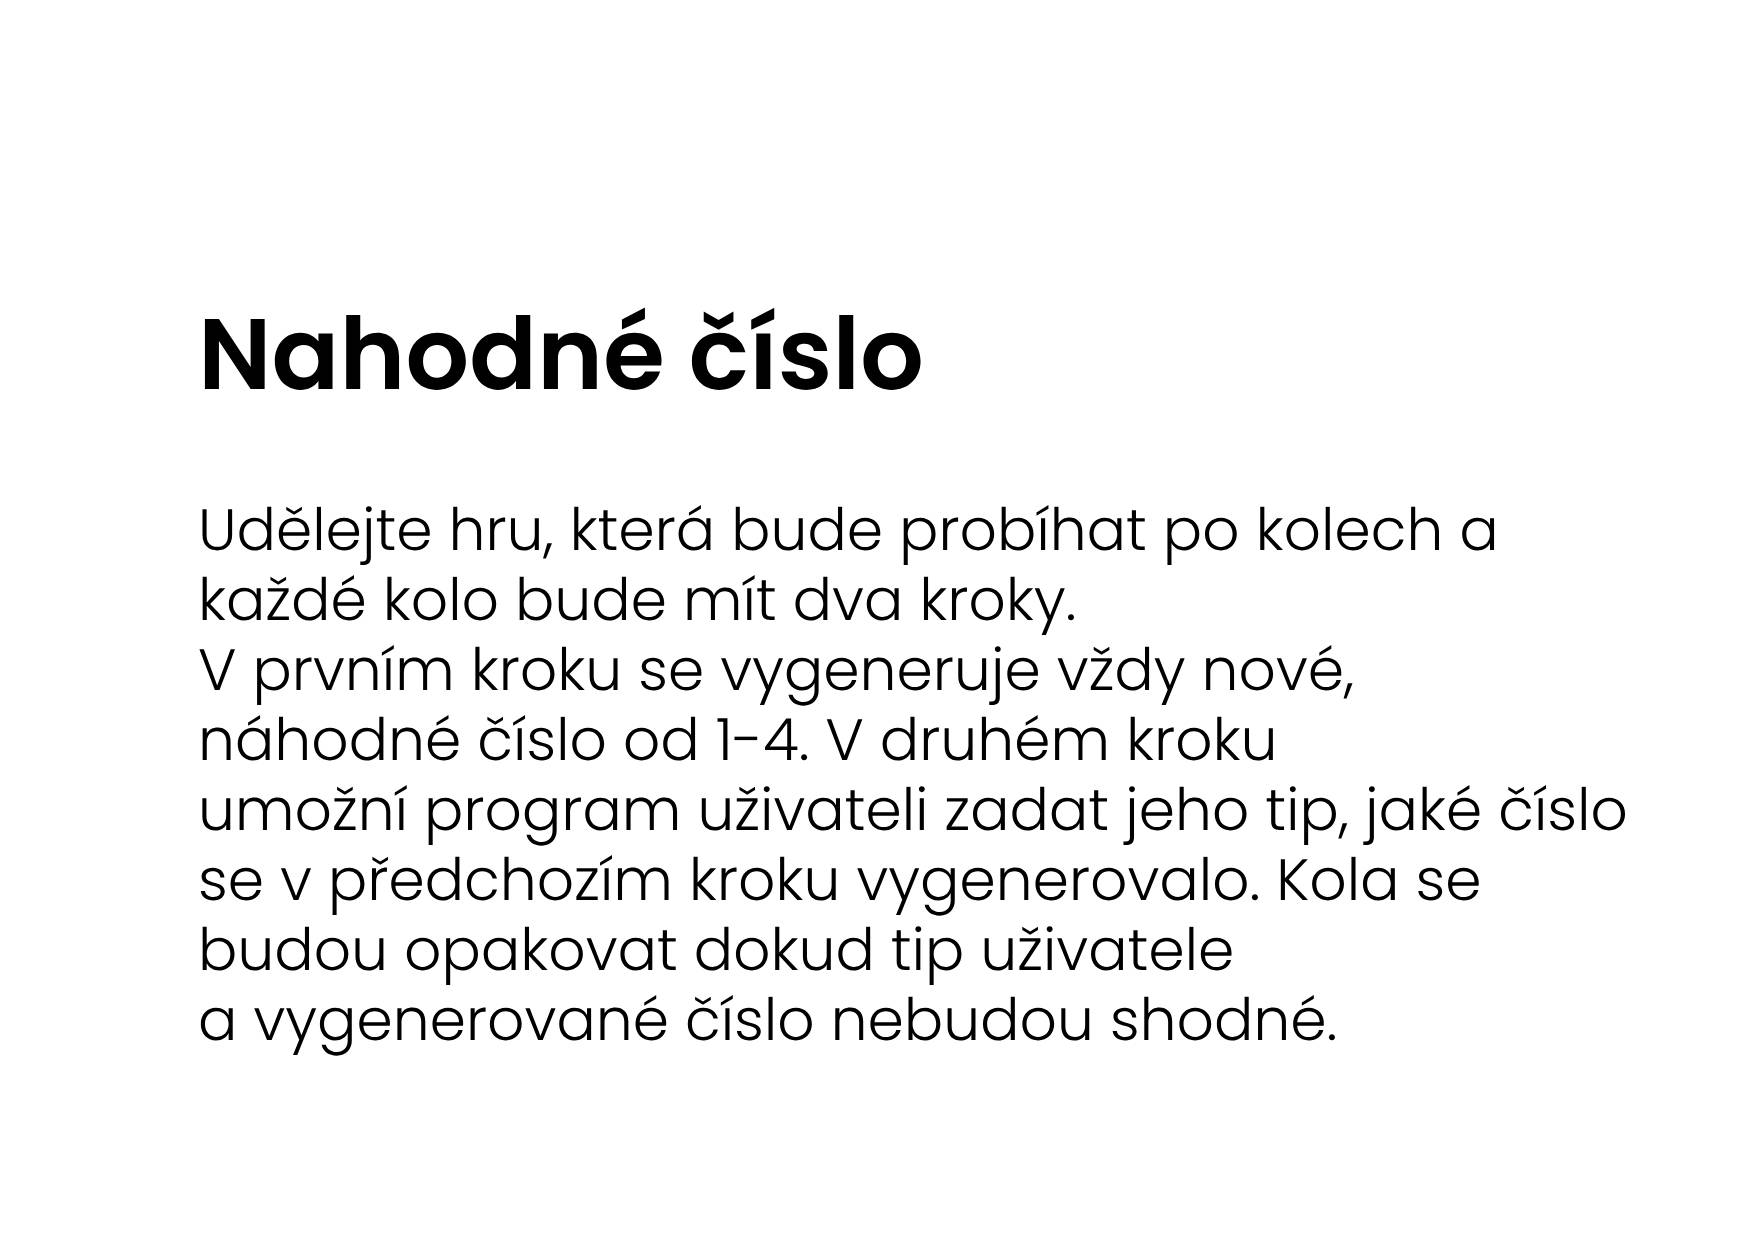 Nahodné číslo
Udělejte hru, která bude probíhat po kolech a
každé kolo bude mít dva kroky.
V prvním kroku se vygeneruje vždy nové,
náhodné číslo od 1-4. V druhém kroku
umožní program uživateli zadat jeho tip, jaké číslo
se v předchozím kroku vygenerovalo. Kola se
budou opakovat dokud tip uživatele
a vygenerované číslo nebudou shodné.